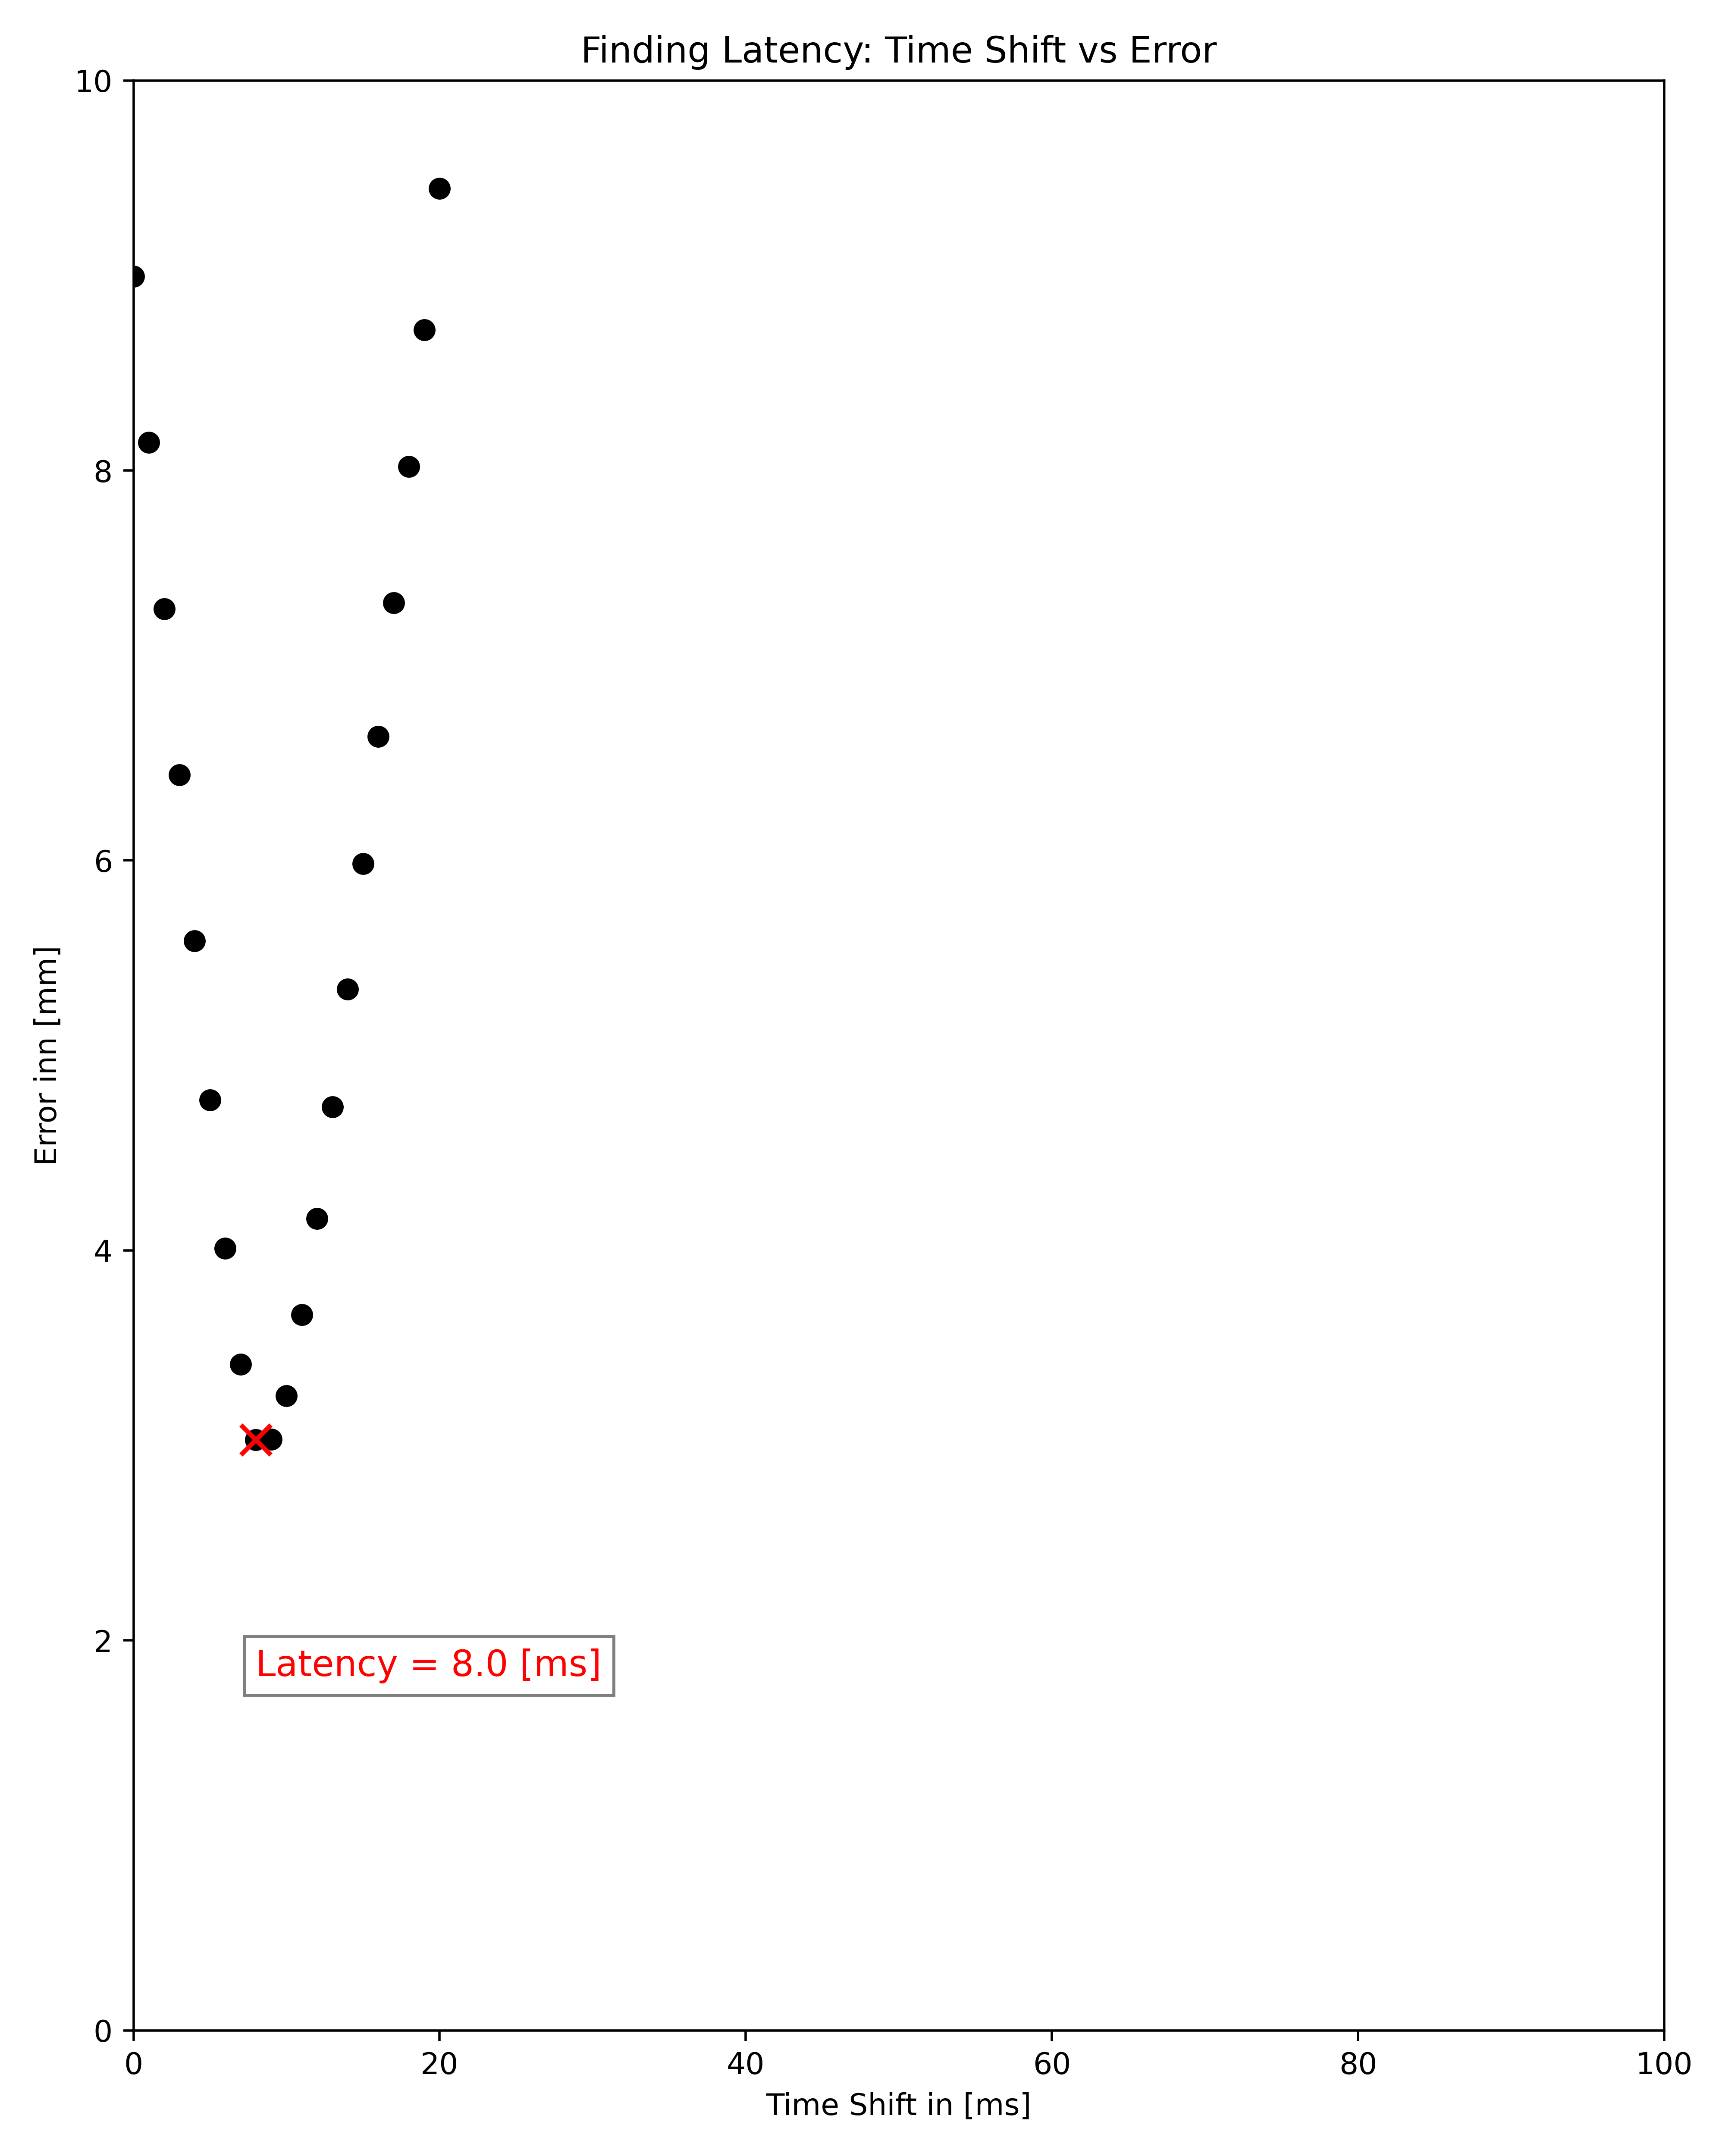 Finding Latency: Time Shift vs Error
10
8
6
4
2
0
Error inn [mm]
Latency = 8.0 [ms]
0 20 40 60 80 100
Time Shift in [ms]